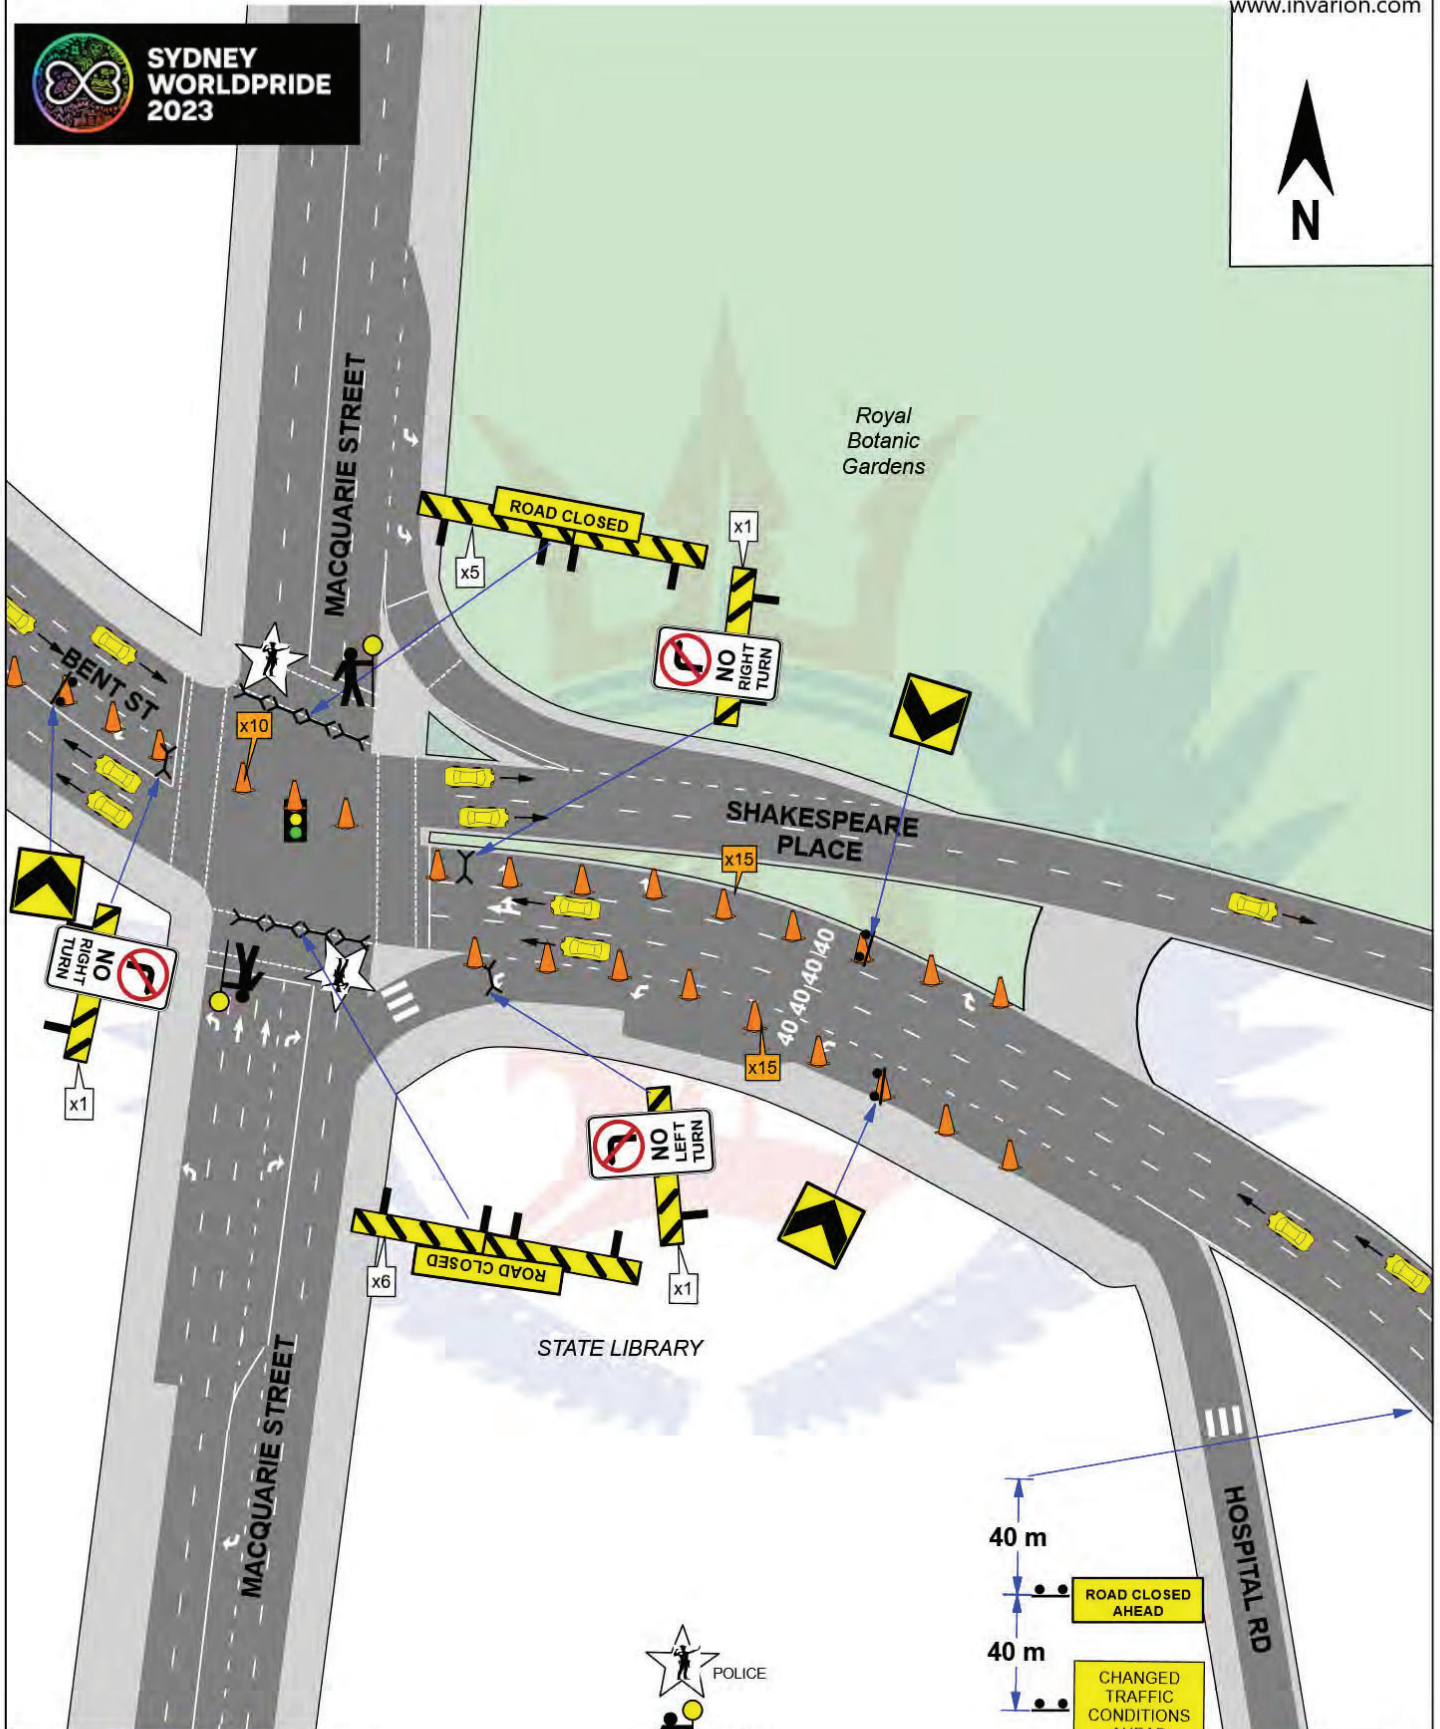 www.invarion.com
SYDNEY
WORLDPRIDE
2023
N
MACQUARIE STREET
Royal
Botanic
Gardens
ROAD CLOSED
x5
x1
NO
RIGHT
TURN
BENT ST
x10
SHAKESPEARE
PLACE
x15
40 40 40 40
NO
RIGHT
TURN
x1
x15
NO
LEFT
TURN
x1
ROAD CLOSED
x6
STATE LIBRARY
MACQUARIE STREET
HOSPITAL RD
40 m
ROAD CLOSED
AHEAD
40 m
CHANGED
TRAFFIC
CONDITIONS
POLICE